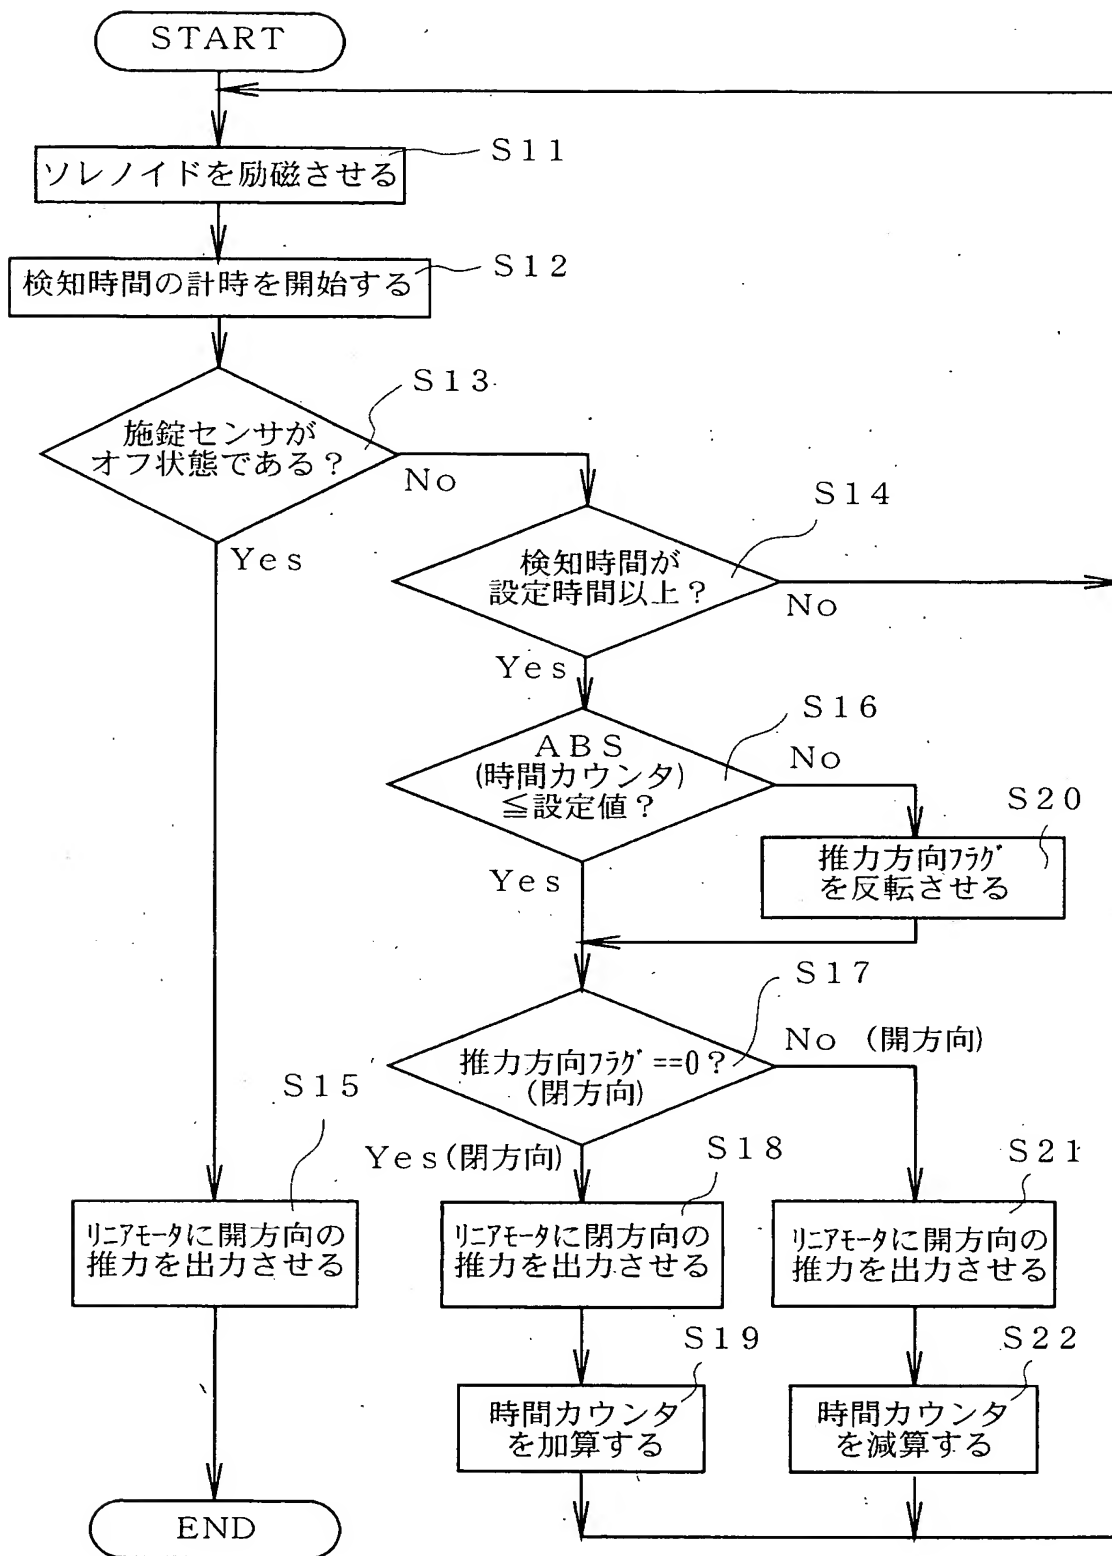 START
ソレノイドを励磁させる
S11
検知時間の計時を開始する
S12
施錠センサが
オフ状態である？
S13
No
Yes
検知時間が
設定時間以上？
S14
No
Yes
ABS
(時間カウンタ)
≦設定値？
S16
No
Yes
推力方向ﾌﾗｸﾞ
を反転させる
S20
推力方向ﾌﾗｸﾞ==0？
(閉方向)
S17
No (開方向)
Yes(閉方向)
リニアモータに開方向の
推力を出力させる
S15
リニアモータに閉方向の
推力を出力させる
S18
リニアモータに開方向の
推力を出力させる
S21
時間カウンタ
を加算する
S19
時間カウンタ
を減算する
S22
END